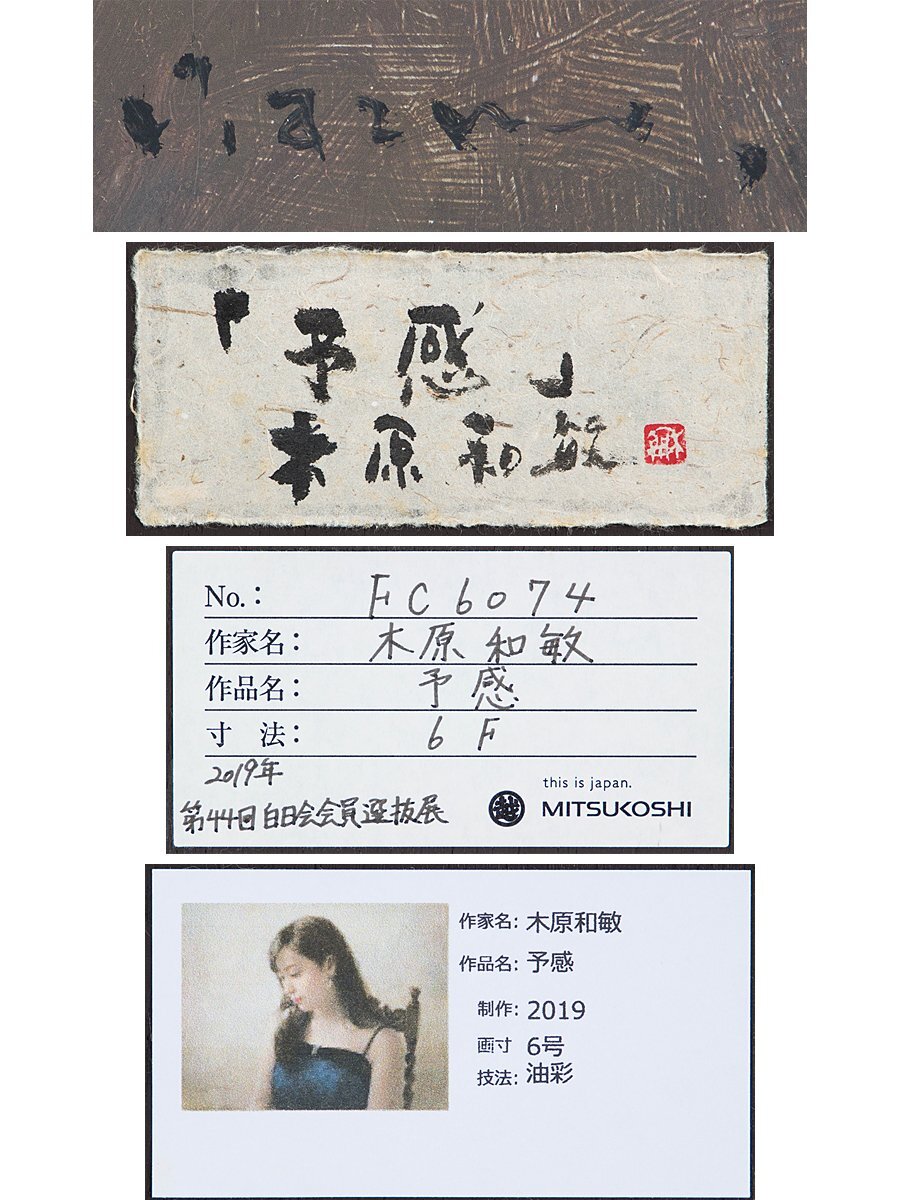 「予感」
木原和敏
No.: FC6074
作家名: 木原和敏
作品名: 予感
寸 法: 6F
2019年
第44回白日会会員選抜展
this is japan.
越 MITSUKOSHI
作家名: 木原和敏
作品名: 予感
制作: 2019
画寸 6号
技法: 油彩